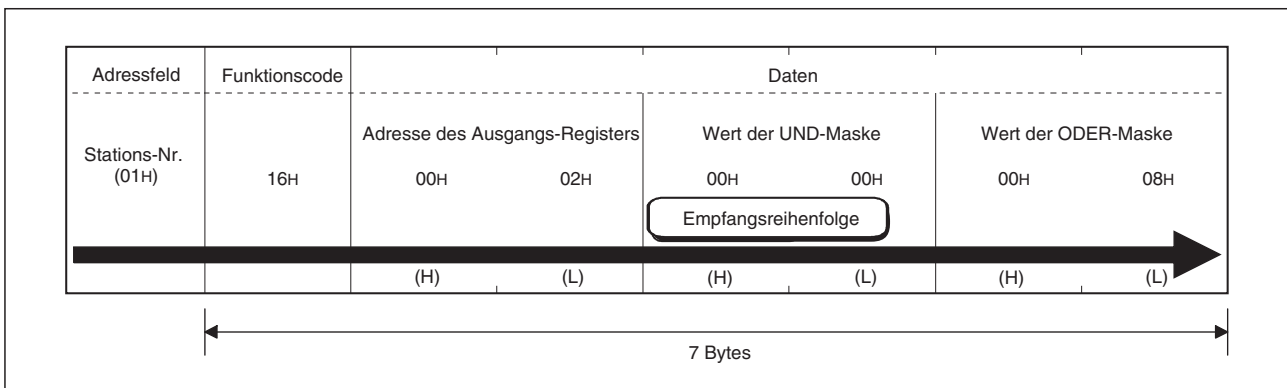 Adressfeld Funktionscode Daten
Adresse des Ausgangs-Registers Wert der UND-Maske Wert der ODER-Maske
Stations-Nr.
(01H) 16H 00H 02H 00H 00H 00H 08H
Empfangsreihenfolge
(H) (L) (H) (L) (H) (L)
7 Bytes